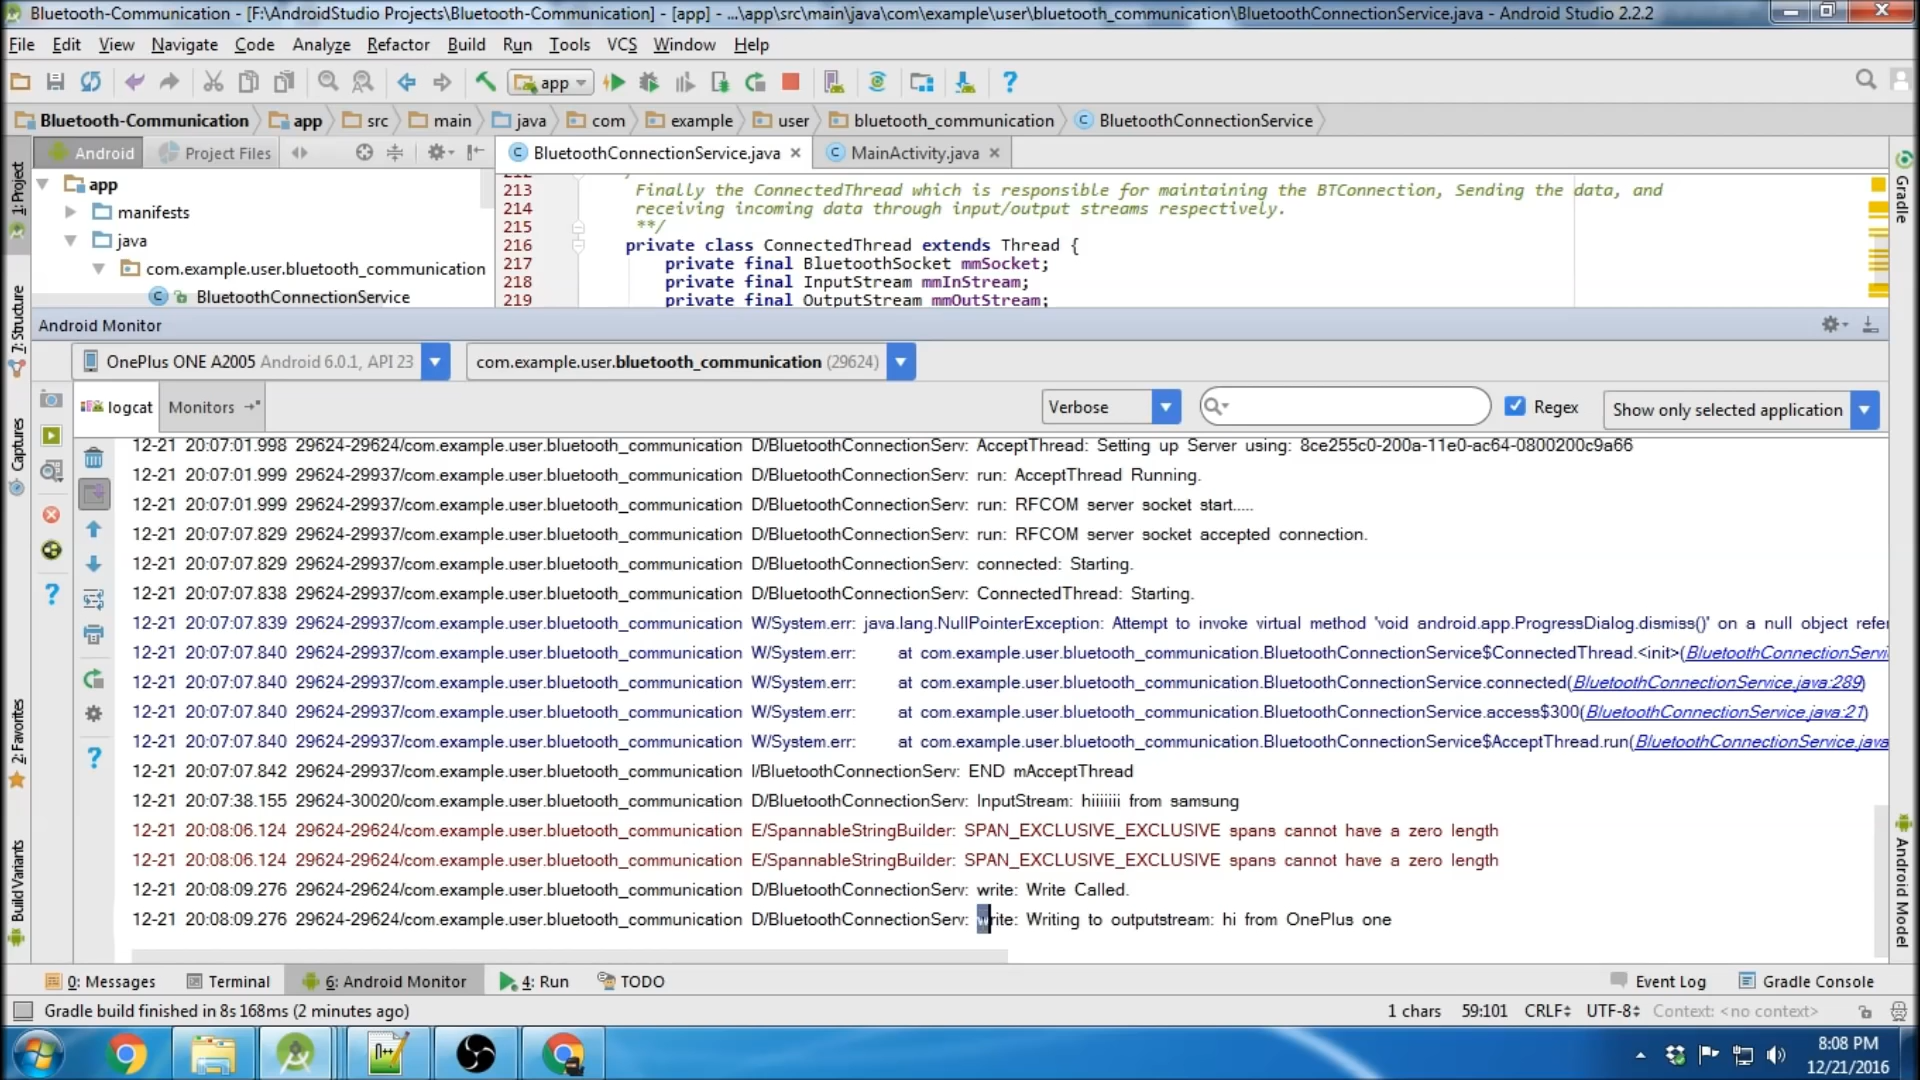 Bluetooth-Communication - [F:\AndroidStudio Projects\Bluetooth-Communication] - [app] - ...\app\src\main\java\com\example\user\bluetooth_communication\BluetoothConnectionService.java - Android Studio 2.2.2
File Edit View Navigate Code Analyze Refactor Build Run Tools VCS Window Help
app
Bluetooth-Communication app src main java com example user bluetooth_communication BluetoothConnectionService
Android Project Files BluetoothConnectionService.java MainActivity.java
1: Project
7: Structure
Captures
2: Favorites
Build Variants
Gradle
Android Model
app
manifests
java
com.example.user.bluetooth_communication
BluetoothConnectionService
212
213 Finally the ConnectedThread which is responsible for maintaining the BTConnection, Sending the data, and
214 receiving incoming data through input/output streams respectively.
215 **/
216 private class ConnectedThread extends Thread {
217 private final BluetoothSocket mmSocket;
218 private final InputStream mmInStream;
219 private final OutputStream mmOutStream;
Android Monitor
OnePlus ONE A2005 Android 6.0.1, API 23 com.example.user.bluetooth_communication (29624)
logcat Monitors Verbose Regex Show only selected application
12-21 20:07:01.998 29624-29624/com.example.user.bluetooth_communication D/BluetoothConnectionServ: AcceptThread: Setting up Server using: 8ce255c0-200a-11e0-ac64-0800200c9a66
12-21 20:07:01.999 29624-29937/com.example.user.bluetooth_communication D/BluetoothConnectionServ: run: AcceptThread Running.
12-21 20:07:01.999 29624-29937/com.example.user.bluetooth_communication D/BluetoothConnectionServ: run: RFCOM server socket start.....
12-21 20:07:07.829 29624-29937/com.example.user.bluetooth_communication D/BluetoothConnectionServ: run: RFCOM server socket accepted connection.
12-21 20:07:07.829 29624-29937/com.example.user.bluetooth_communication D/BluetoothConnectionServ: connected: Starting.
12-21 20:07:07.838 29624-29937/com.example.user.bluetooth_communication D/BluetoothConnectionServ: ConnectedThread: Starting.
12-21 20:07:07.839 29624-29937/com.example.user.bluetooth_communication W/System.err: java.lang.NullPointerException: Attempt to invoke virtual method 'void android.app.ProgressDialog.dismiss()' on a null object refer
12-21 20:07:07.840 29624-29937/com.example.user.bluetooth_communication W/System.err: at com.example.user.bluetooth_communication.BluetoothConnectionService$ConnectedThread.<init>(BluetoothConnectionServi
12-21 20:07:07.840 29624-29937/com.example.user.bluetooth_communication W/System.err: at com.example.user.bluetooth_communication.BluetoothConnectionService.connected(BluetoothConnectionService.java:289)
12-21 20:07:07.840 29624-29937/com.example.user.bluetooth_communication W/System.err: at com.example.user.bluetooth_communication.BluetoothConnectionService.access$300(BluetoothConnectionService.java:21)
12-21 20:07:07.840 29624-29937/com.example.user.bluetooth_communication W/System.err: at com.example.user.bluetooth_communication.BluetoothConnectionService$AcceptThread.run(BluetoothConnectionService.java
12-21 20:07:07.842 29624-29937/com.example.user.bluetooth_communication I/BluetoothConnectionServ: END mAcceptThread
12-21 20:07:38.155 29624-30020/com.example.user.bluetooth_communication D/BluetoothConnectionServ: InputStream: hiiiiiii from samsung
12-21 20:08:06.124 29624-29624/com.example.user.bluetooth_communication E/SpannableStringBuilder: SPAN_EXCLUSIVE_EXCLUSIVE spans cannot have a zero length
12-21 20:08:06.124 29624-29624/com.example.user.bluetooth_communication E/SpannableStringBuilder: SPAN_EXCLUSIVE_EXCLUSIVE spans cannot have a zero length
12-21 20:08:09.276 29624-29624/com.example.user.bluetooth_communication D/BluetoothConnectionServ: write: Write Called.
12-21 20:08:09.276 29624-29624/com.example.user.bluetooth_communication D/BluetoothConnectionServ: write: Writing to outputstream: hi from OnePlus one
0: Messages Terminal 6: Android Monitor 4: Run TODO Event Log Gradle Console
Gradle build finished in 8s 168ms (2 minutes ago) 1 chars 59:101 CRLF UTF-8 Context: <no context>
8:08 PM
12/21/2016